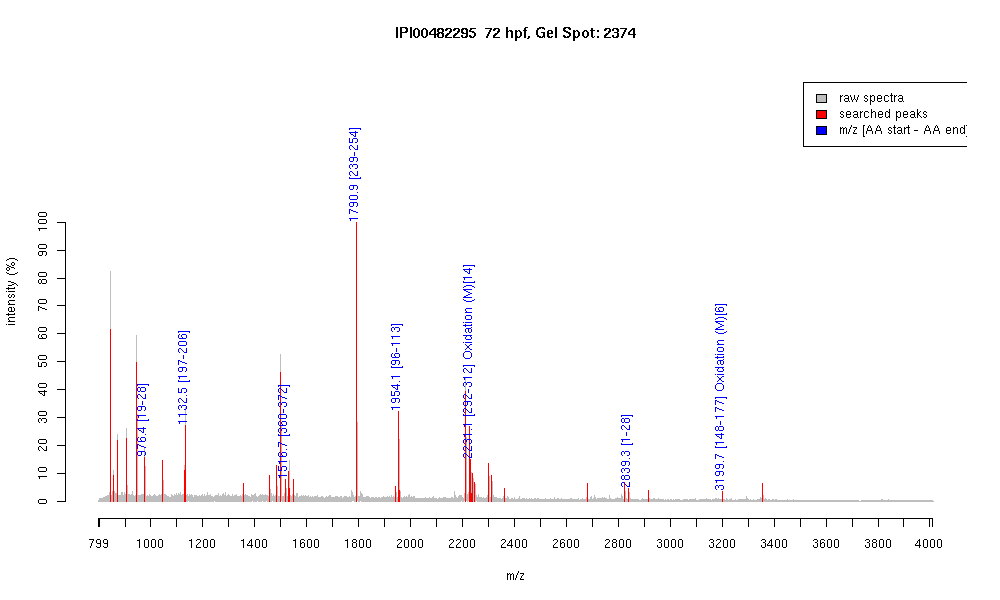 IPI00482295 72 hpf, Gel Spot: 2374
raw spectra
searched peaks
m/z [AA start - AA end]
intensity (%)
100
90
80
70
60
50
40
30
20
10
0
976.4 [19-28]
1132.5 [197-206]
1516.7 [360-372]
1790.9 [239-254]
1954.1 [96-113]
2231.1 [292-312] Oxidation (M)[14]
2839.3 [1-28]
3199.7 [148-177] Oxidation (M)[6]
799 1000 1200 1400 1600 1800 2000 2200 2400 2600 2800 3000 3200 3400 3600 3800 4000
m/z